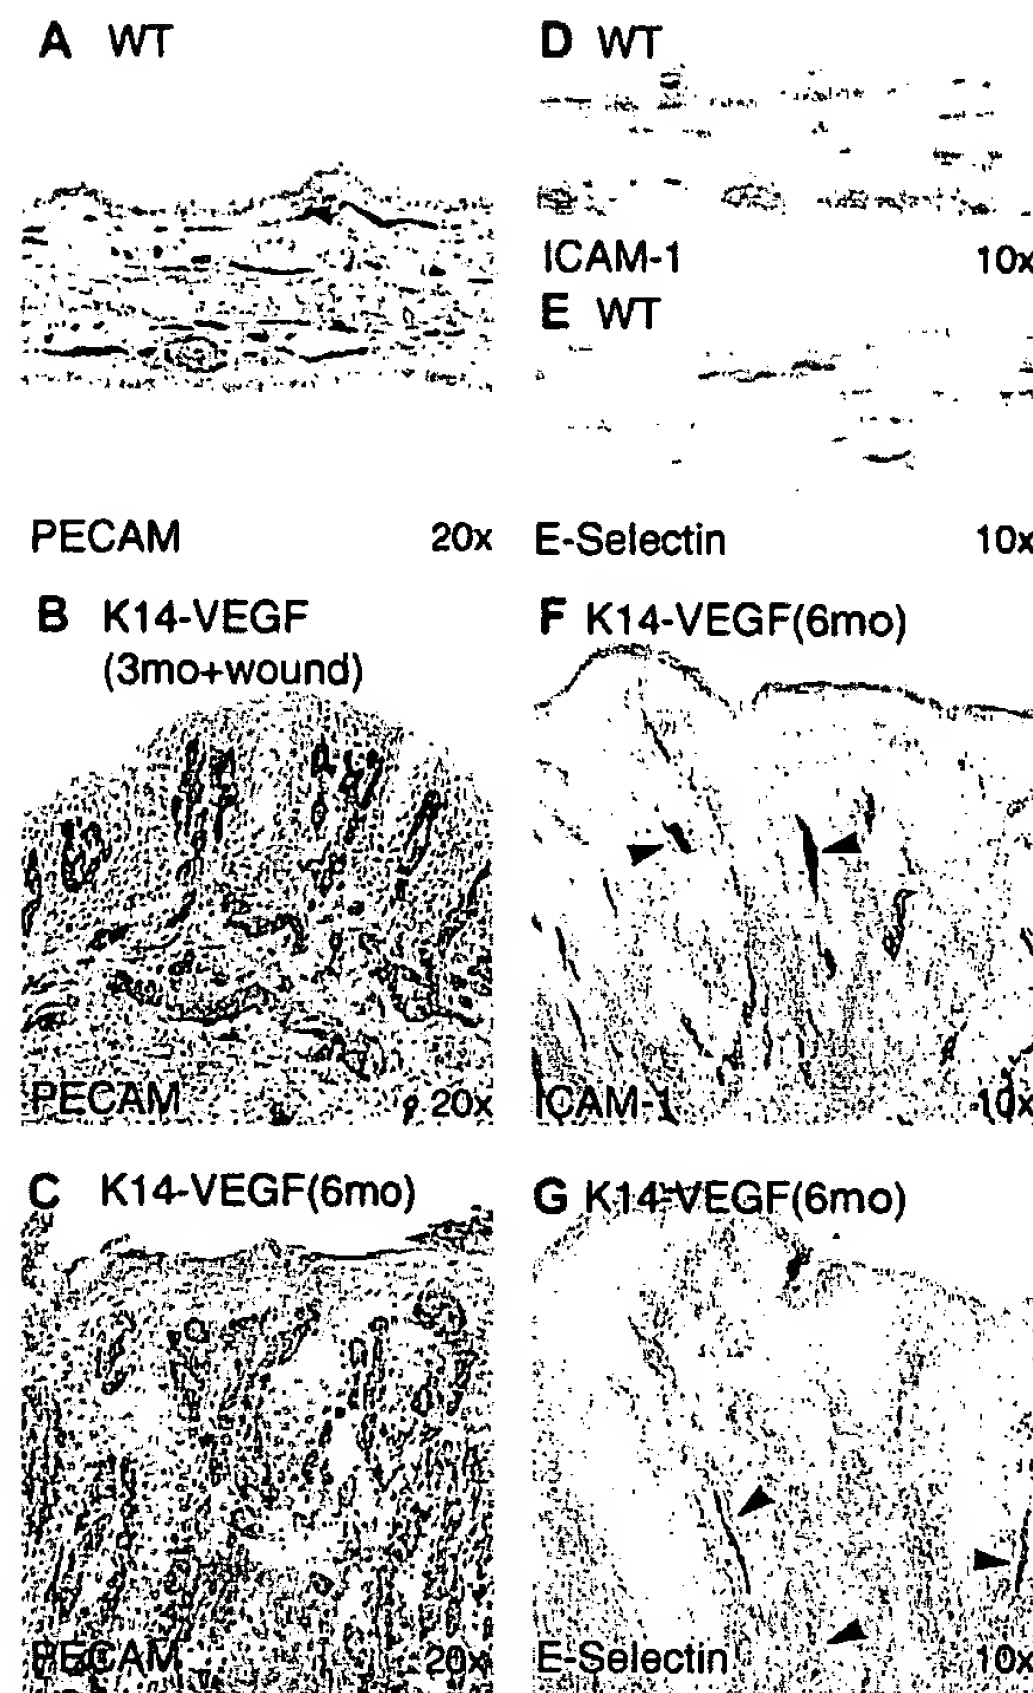 A WT
PECAM 20x
B K14-VEGF
(3mo+wound)
PECAM 20x
C K14-VEGF(6mo)
PECAM 20x
D WT
ICAM-1 10x
E WT
E-Selectin 10x
F K14-VEGF(6mo)
ICAM-1 10x
G K14-VEGF(6mo)
E-Selectin 10x